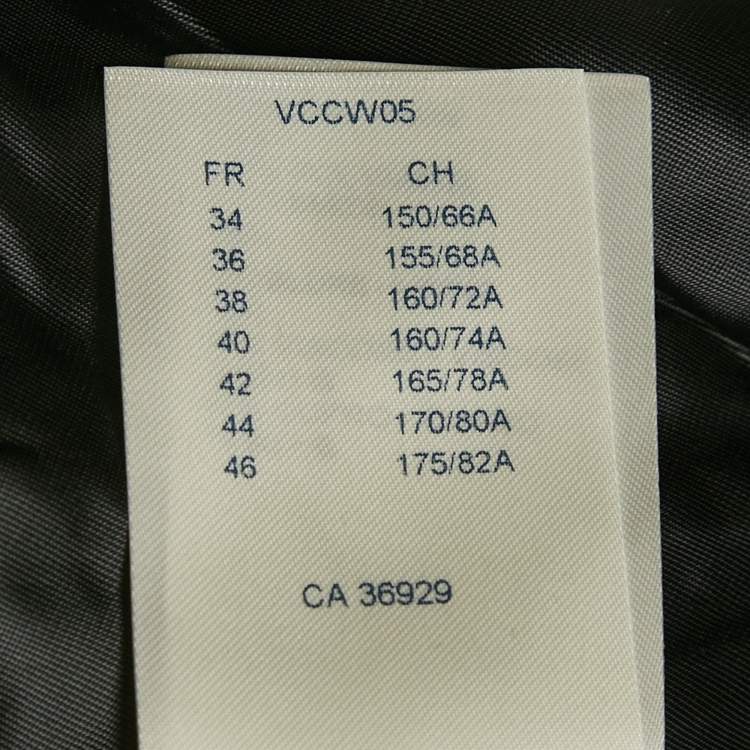 VCCW05
FR CH
34 150/66A
36 155/68A
38 160/72A
40 160/74A
42 165/78A
44 170/80A
46 175/82A
CA 36929